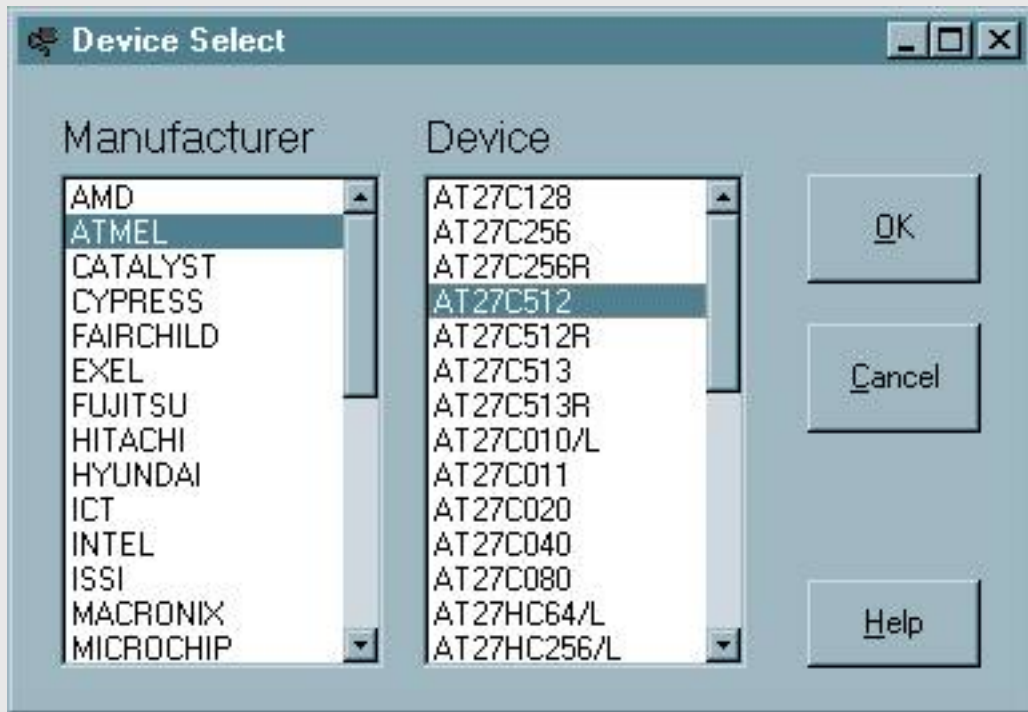 Device Select
Manufacturer
AMD
ATMEL
CATALYST
CYPRESS
FAIRCHILD
EXEL
FUJITSU
HITACHI
HYUNDAI
ICT
INTEL
ISSI
MACRONIX
MICROCHIP
Device
AT27C128
AT27C256
AT27C256R
AT27C512
AT27C512R
AT27C513
AT27C513R
AT27C010/L
AT27C011
AT27C020
AT27C040
AT27C080
AT27HC64/L
AT27HC256/L
OK
Cancel
Help